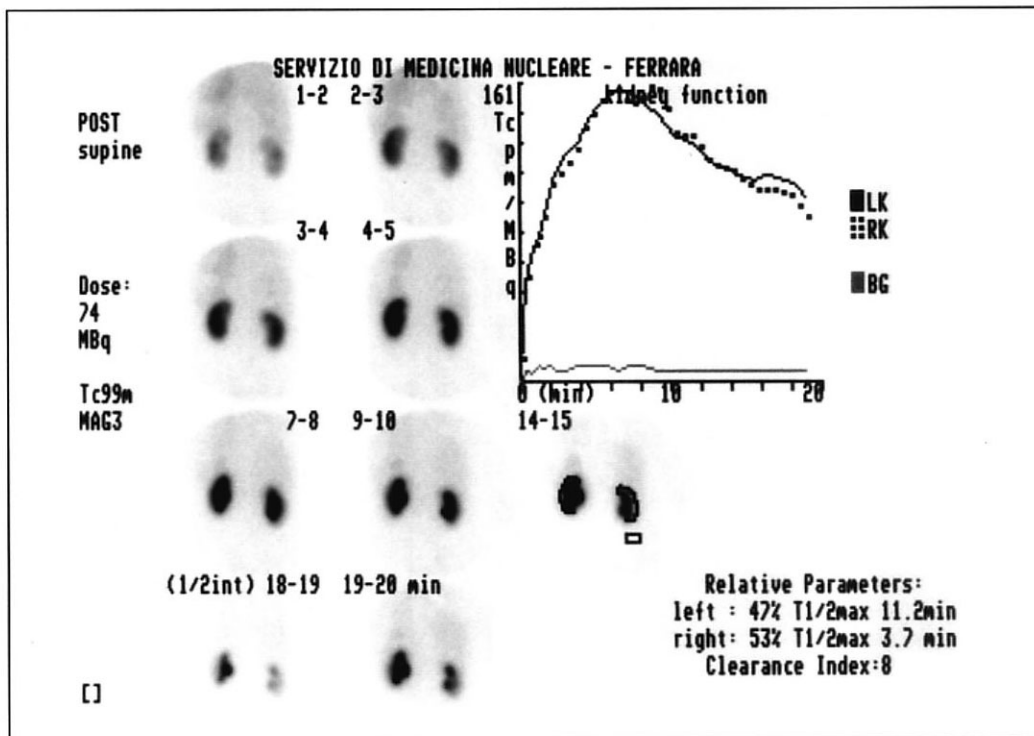 SERVIZIO DI MEDICINA NUCLEARE - FERRARA
1-2 2-3
161 kidney function
POST
supine
Tc
p
m
/
M
B
q
LK
RK
BG
3-4 4-5
Dose:
74
MBq
0 (min) 10 20
Tc99m
MAG3
7-8 9-10 14-15
(1/2int) 18-19 19-20 min
Relative Parameters:
left : 47% T1/2max 11.2min
right: 53% T1/2max 3.7 min
Clearance Index:8
[]